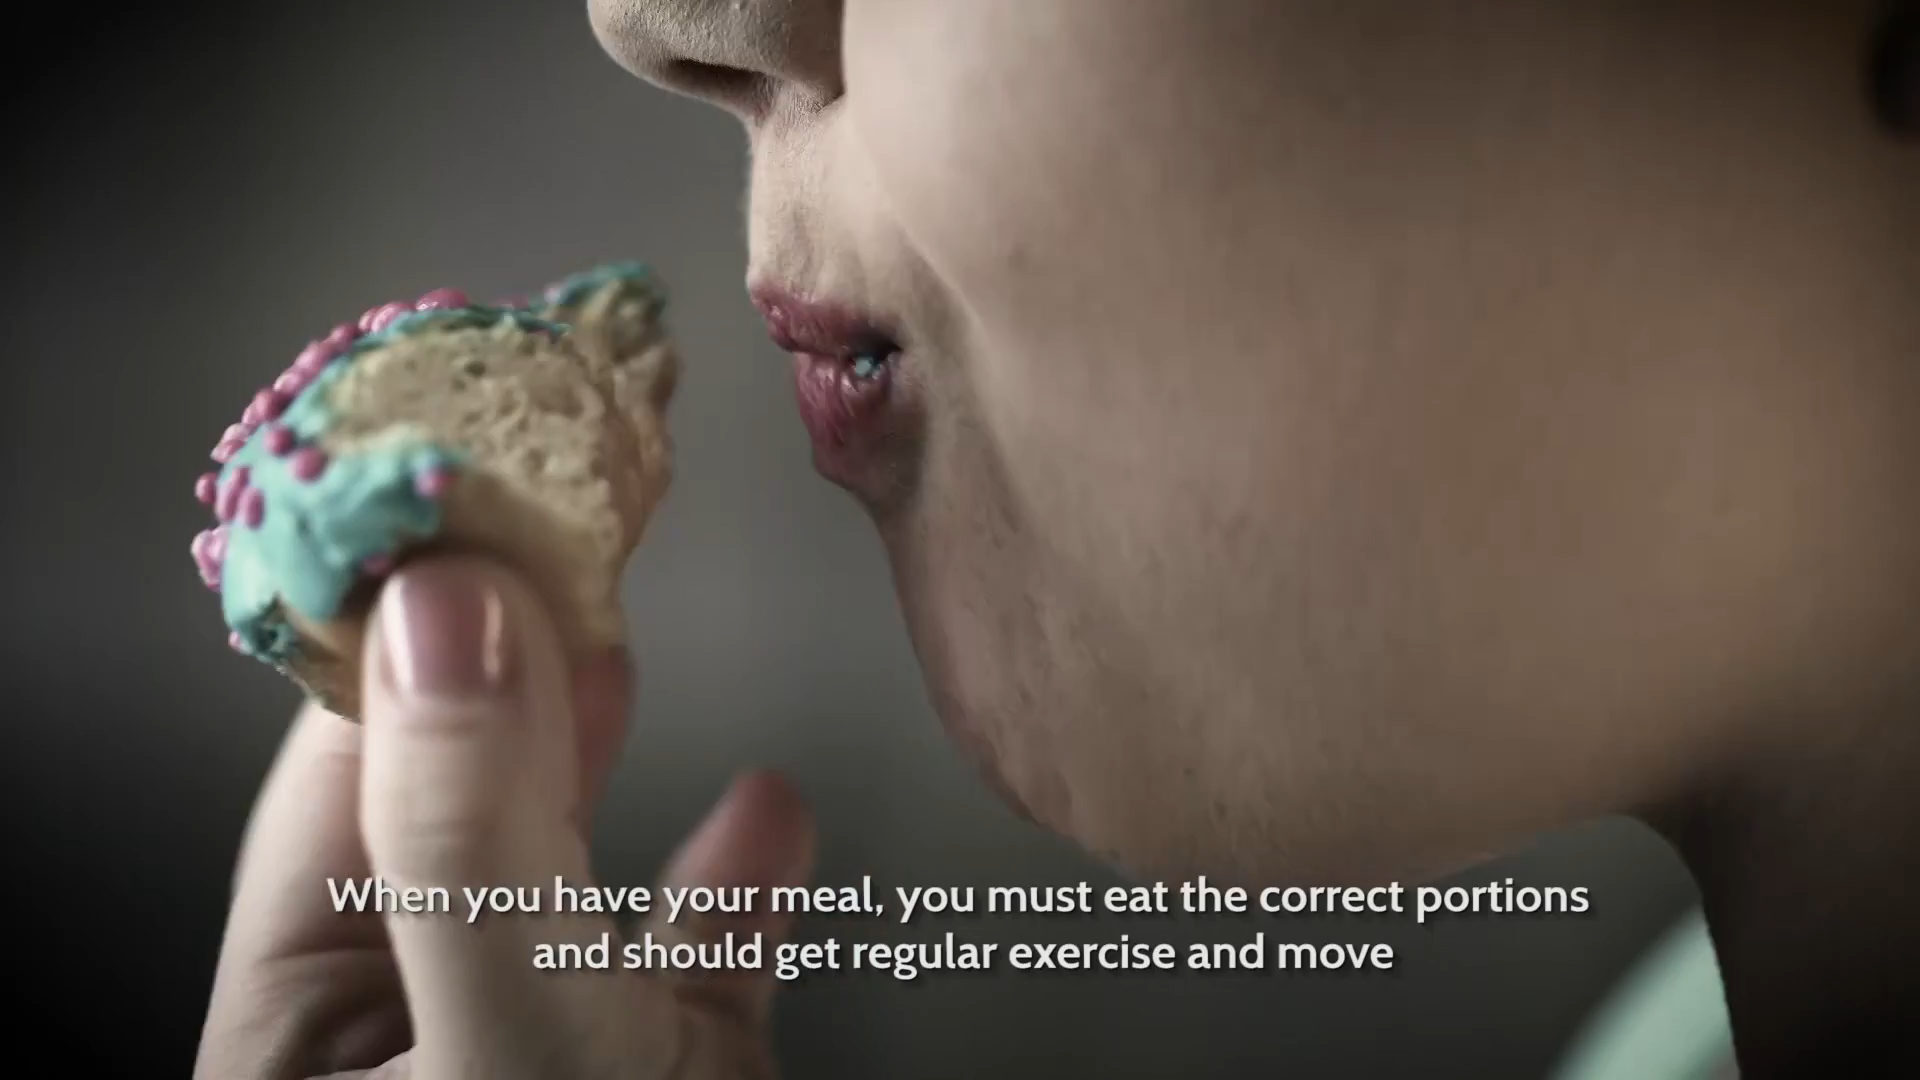 When you have your meal, you must eat the correct portions
and should get regular exercise and move